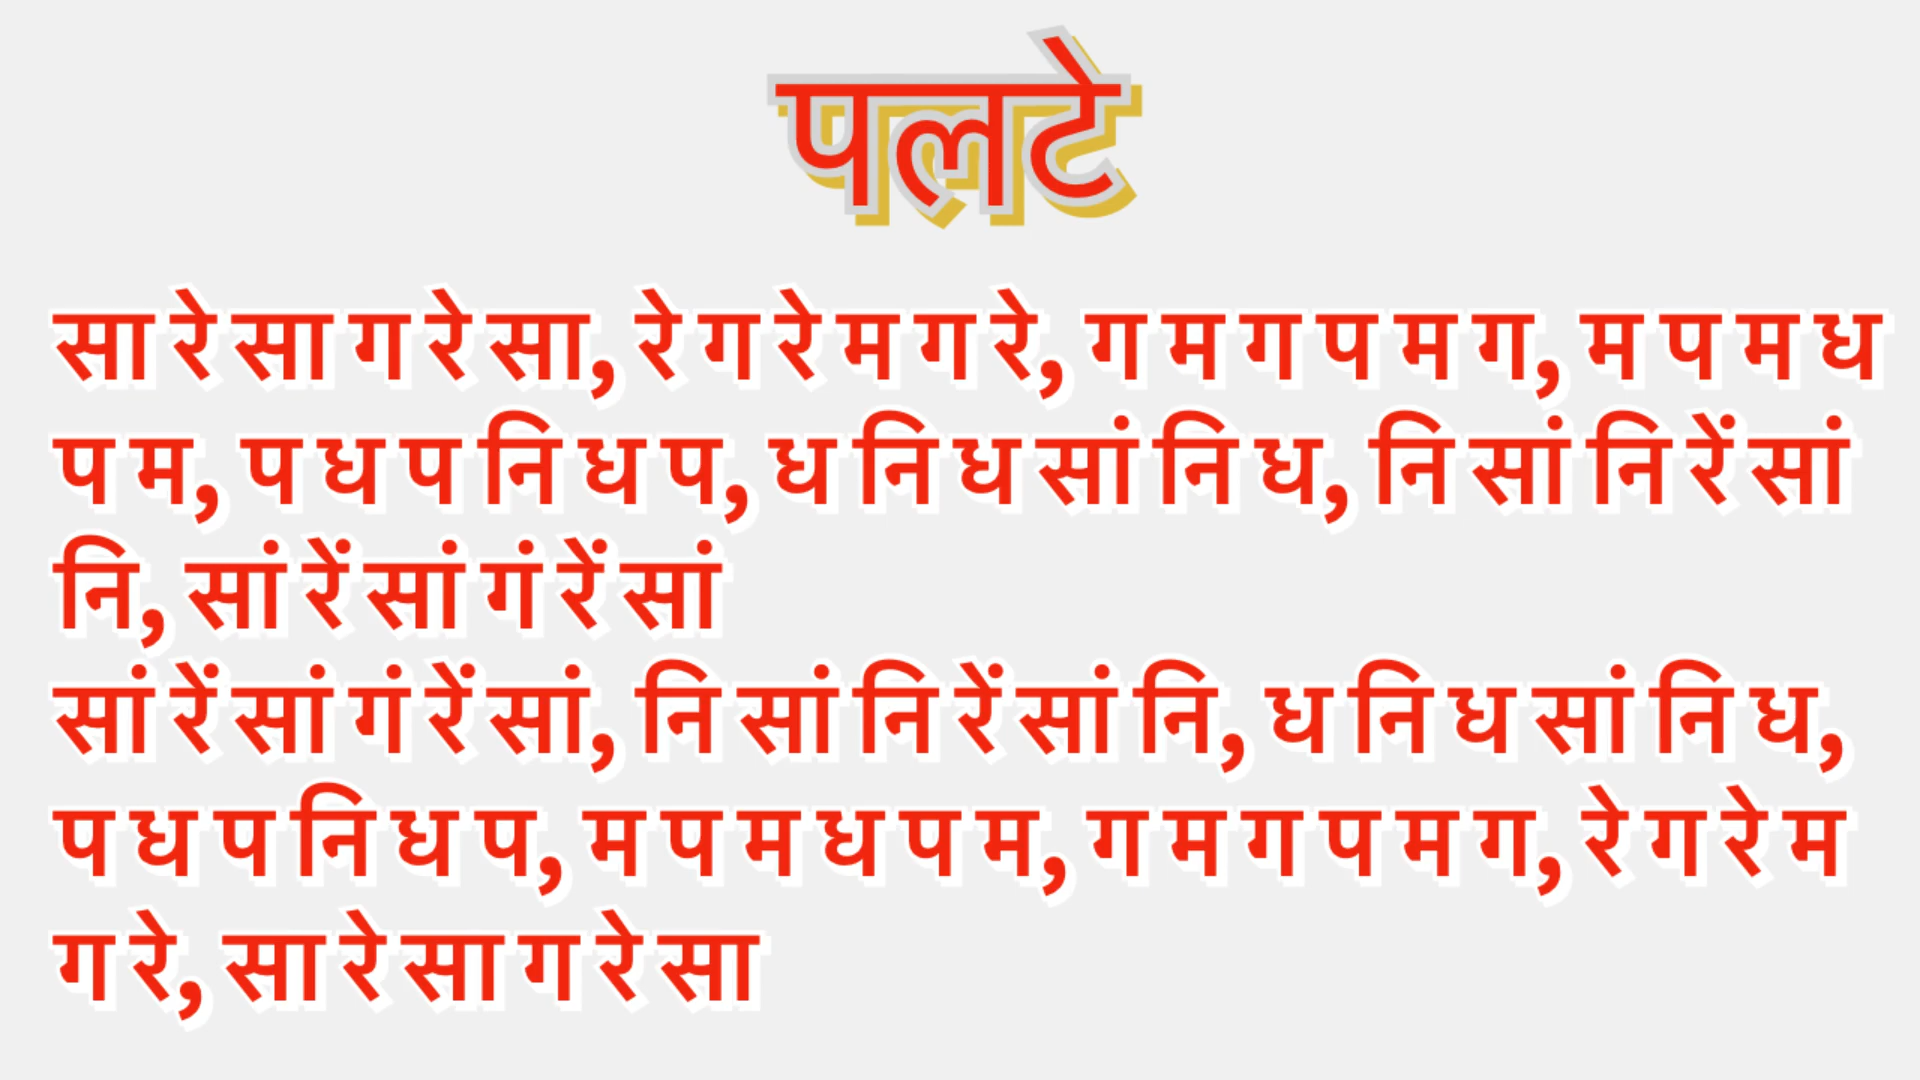 पलटे
सा रे सा ग रे सा, रे ग रे म ग रे, ग म ग प म ग, म प म ध
प म, प ध प नि ध प, ध नि ध सां नि ध, नि सां नि रें सां
नि, सां रें सां गं रें सां
सां रें सां गं रें सां, नि सां नि रें सां नि, ध नि ध सां नि ध,
प ध प नि ध प, म प म ध प म, ग म ग प म ग, रे ग रे म
ग रे, सा रे सा ग रे सा